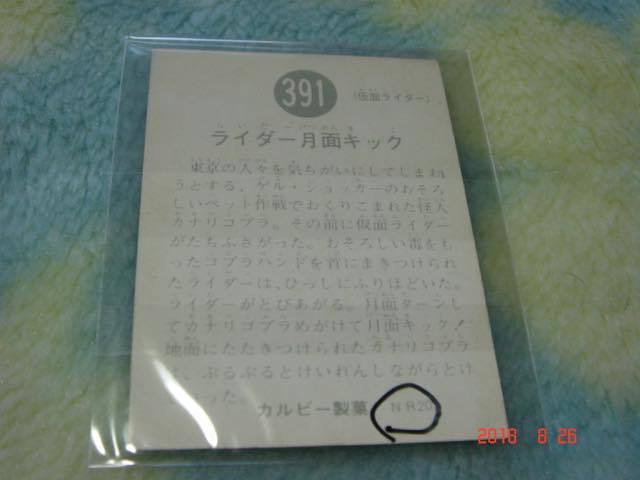 391
(仮面ライダー)
ライダー月面キック
東京の人々を気ちがいにしてしまお
うとする、ゲル・ショッカーのおそろ
しいペット作戦でおくりこまれた怪人
カナリコブラ。その前に仮面ライダー
がたちふさがった。おそろしい毒をも
ったコブラハンドを首にまきつけられ
たライダーは、ひっしにふりほどいた。
ライダーがとびあがる。月面ターンし
てカナリコブラめがけて月面キック!
地面にたたきつけられたカナリコブラ
は、ぶるぶるとけいれんしながらとけ
った。
カルビー製菓 NR20
2018 8 26